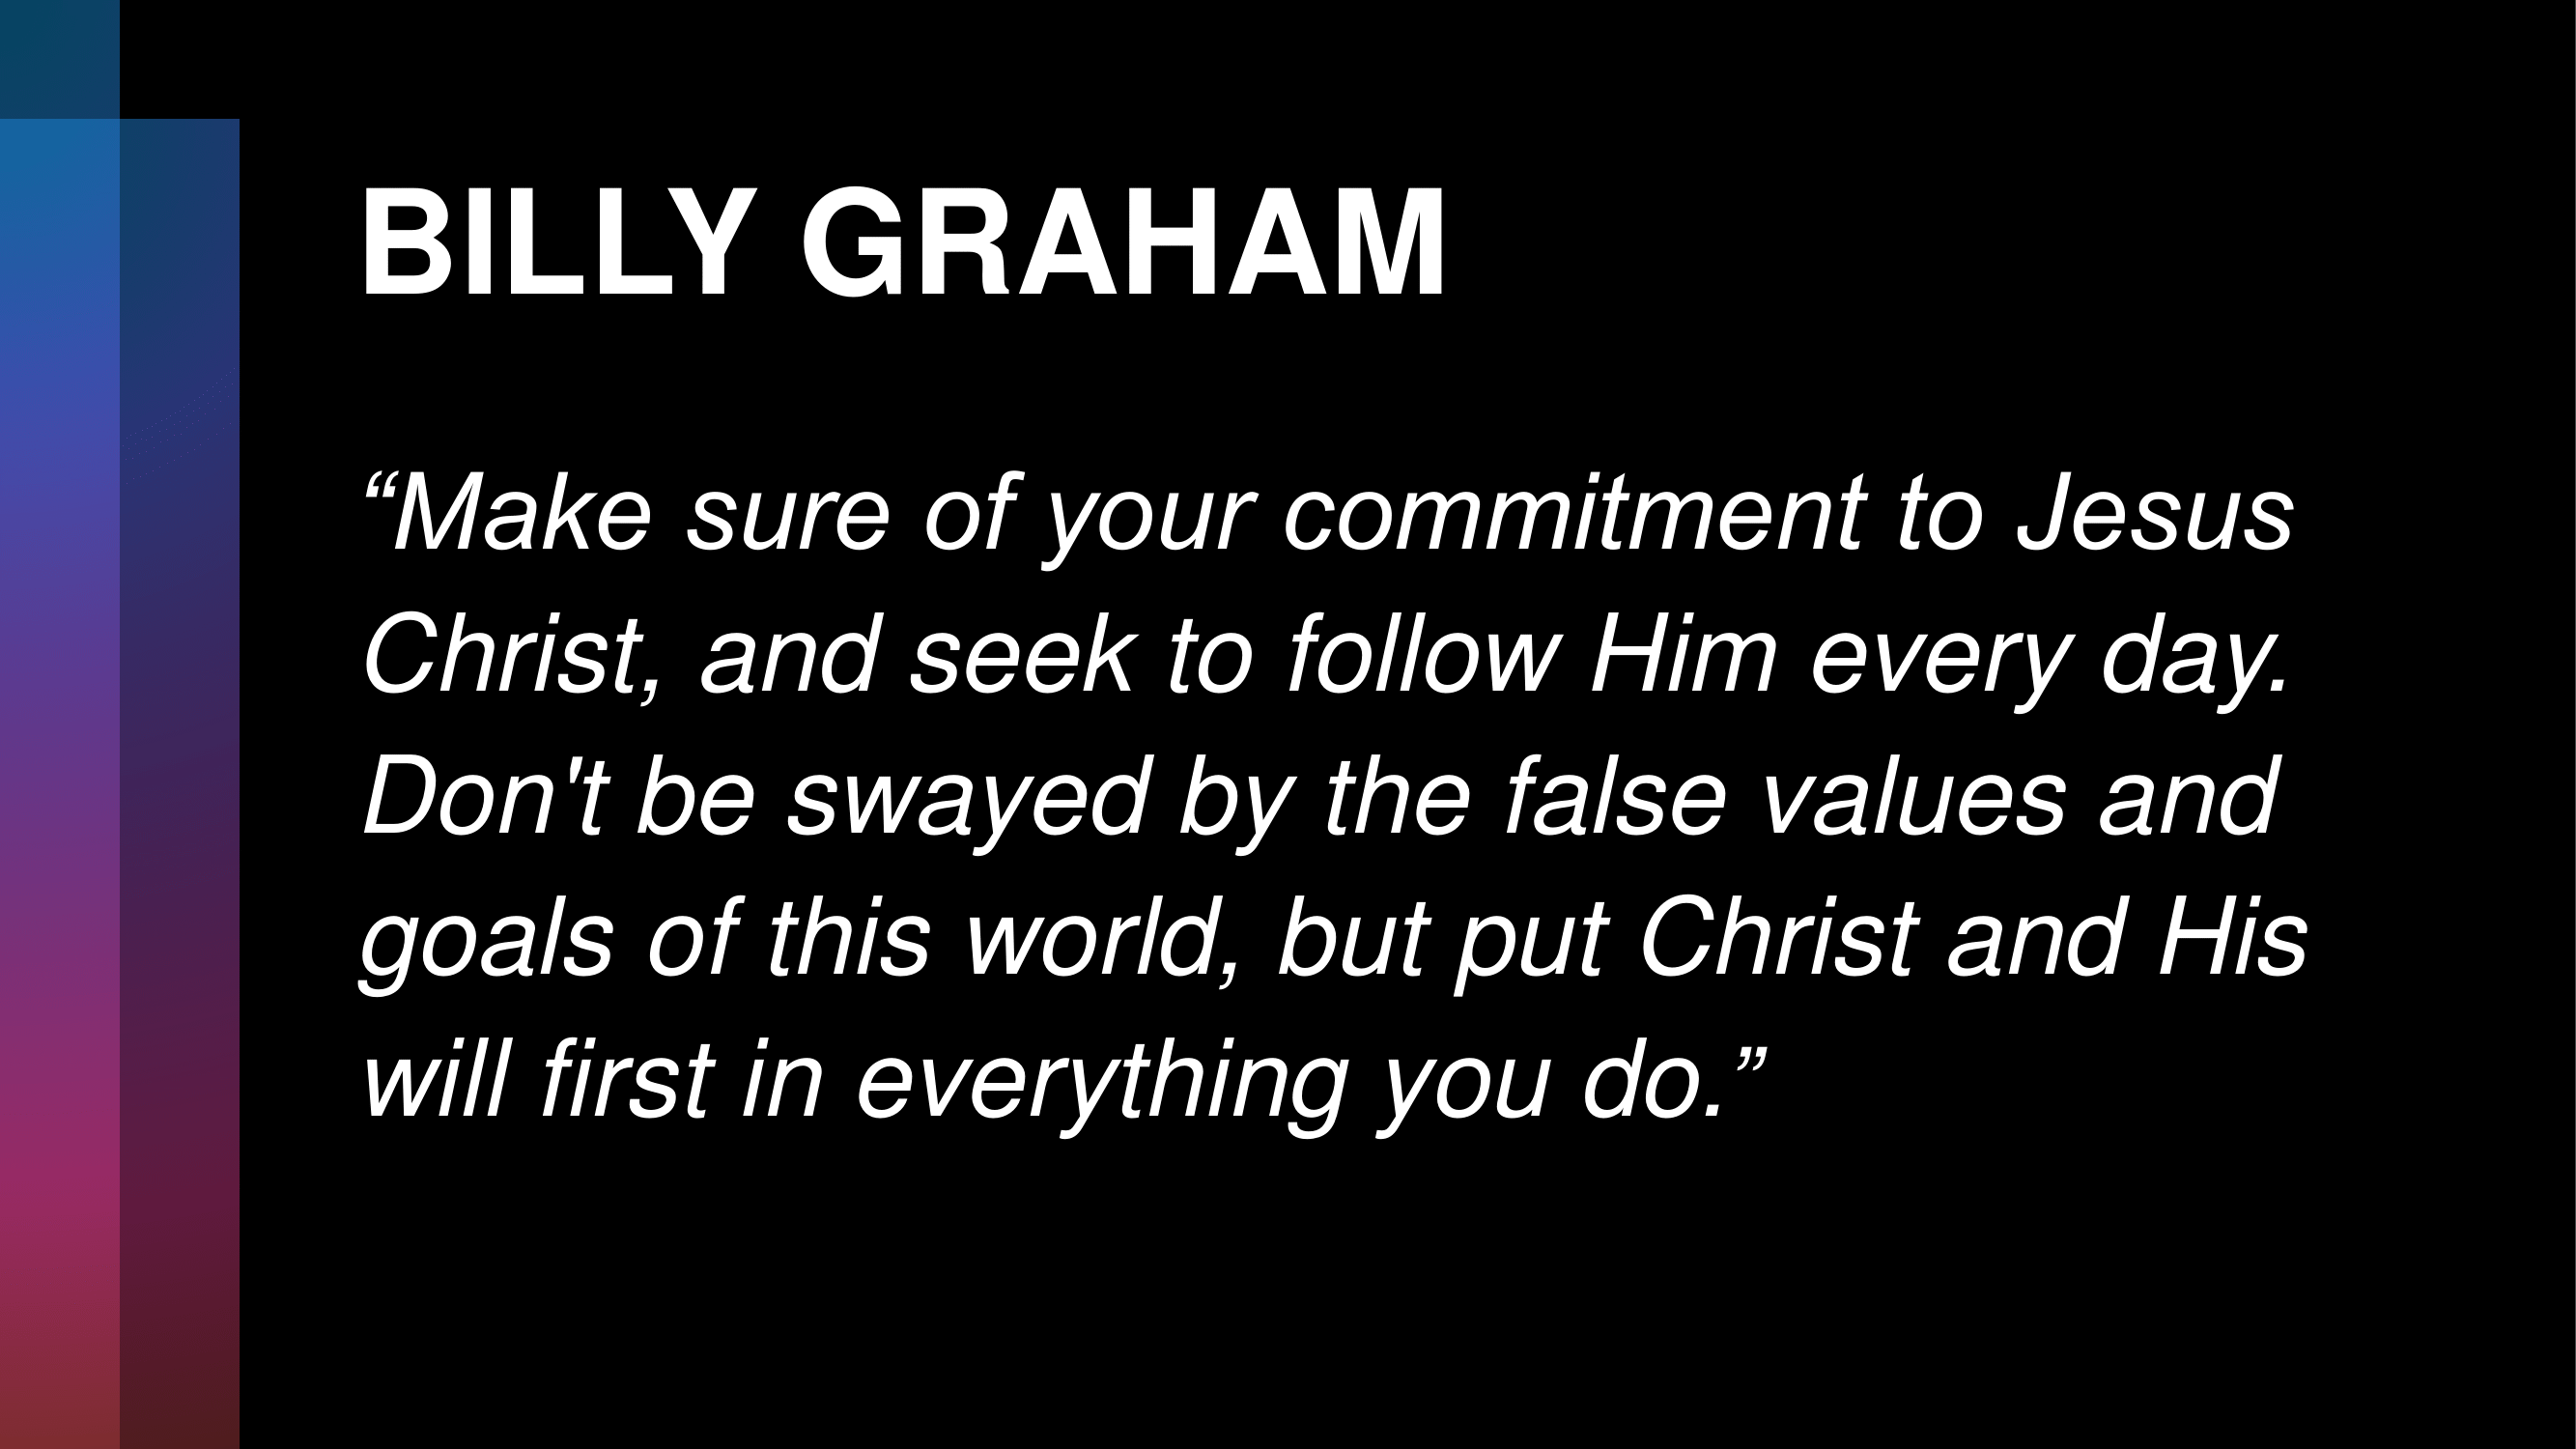 BILLY GRAHAM
“Make sure of your commitment to Jesus
Christ, and seek to follow Him every day.
Don't be swayed by the false values and
goals of this world, but put Christ and His
will first in everything you do.”